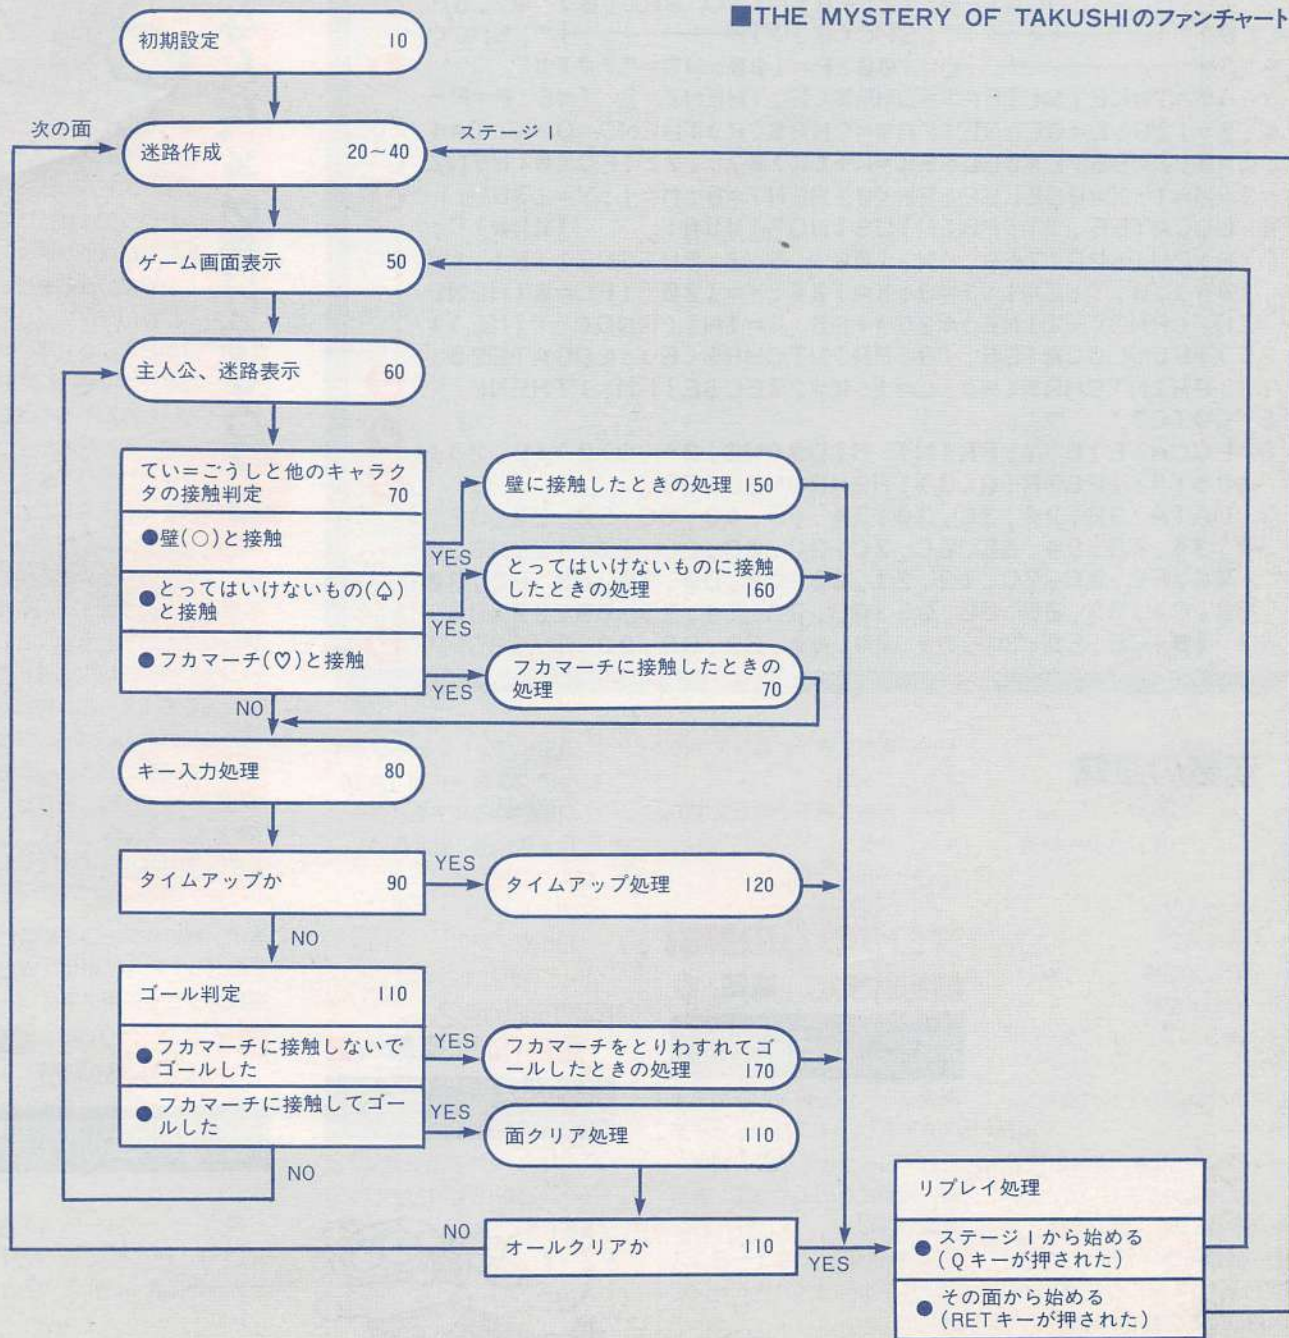 ■THE MYSTERY OF TAKUSHIのファンチャート
初期設定 10
次の面
ステージ1
迷路作成 20～40
ゲーム画面表示 50
主人公、迷路表示 60
てい＝ごうしと他のキャラク
タの接触判定 70
●壁(○)と接触
YES
壁に接触したときの処理 150
●とってはいけないもの(♤)
と接触
YES
とってはいけないものに接触
したときの処理 160
●フカマーチ(♡)と接触
YES
フカマーチに接触したときの
処理 70
NO
キー入力処理 80
タイムアップか 90
YES
タイムアップ処理 120
NO
ゴール判定 110
●フカマーチに接触しないで
ゴールした
YES
フカマーチをとりわすれてゴ
ールしたときの処理 170
●フカマーチに接触してゴー
ルした
YES
面クリア処理 110
NO
オールクリアか 110
NO
YES
リプレイ処理
●ステージ1から始める
(Qキーが押された)
●その面から始める
(RETキーが押された)